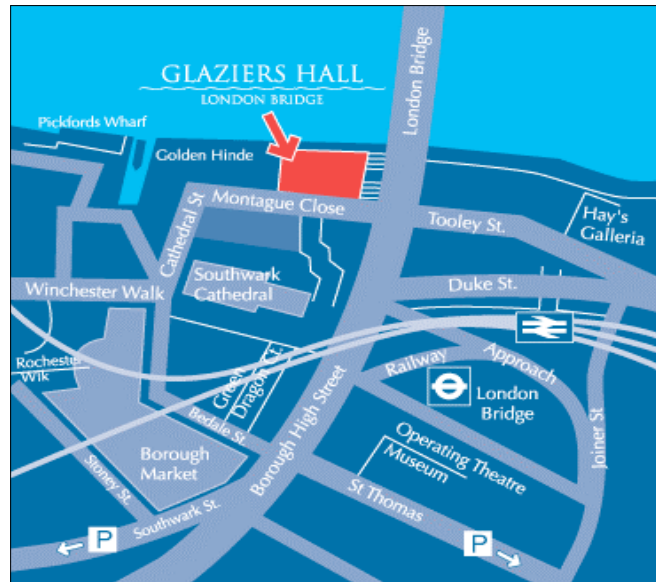 GLAZIERS HALL
LONDON BRIDGE
London Bridge
Pickfords Wharf
Golden Hinde
Cathedral St
Montague Close
Tooley St.
Hay's
Galleria
Southwark
Cathedral
Winchester Walk
Duke St.
Rochester
Wlk
Green
Dragon Ct.
Railway
Approach
London
Bridge
Joiner St
Bedale St.
Borough High Street
Operating Theatre
Museum
Borough
Market
Stoney St.
St Thomas
Southwark St.
P
P